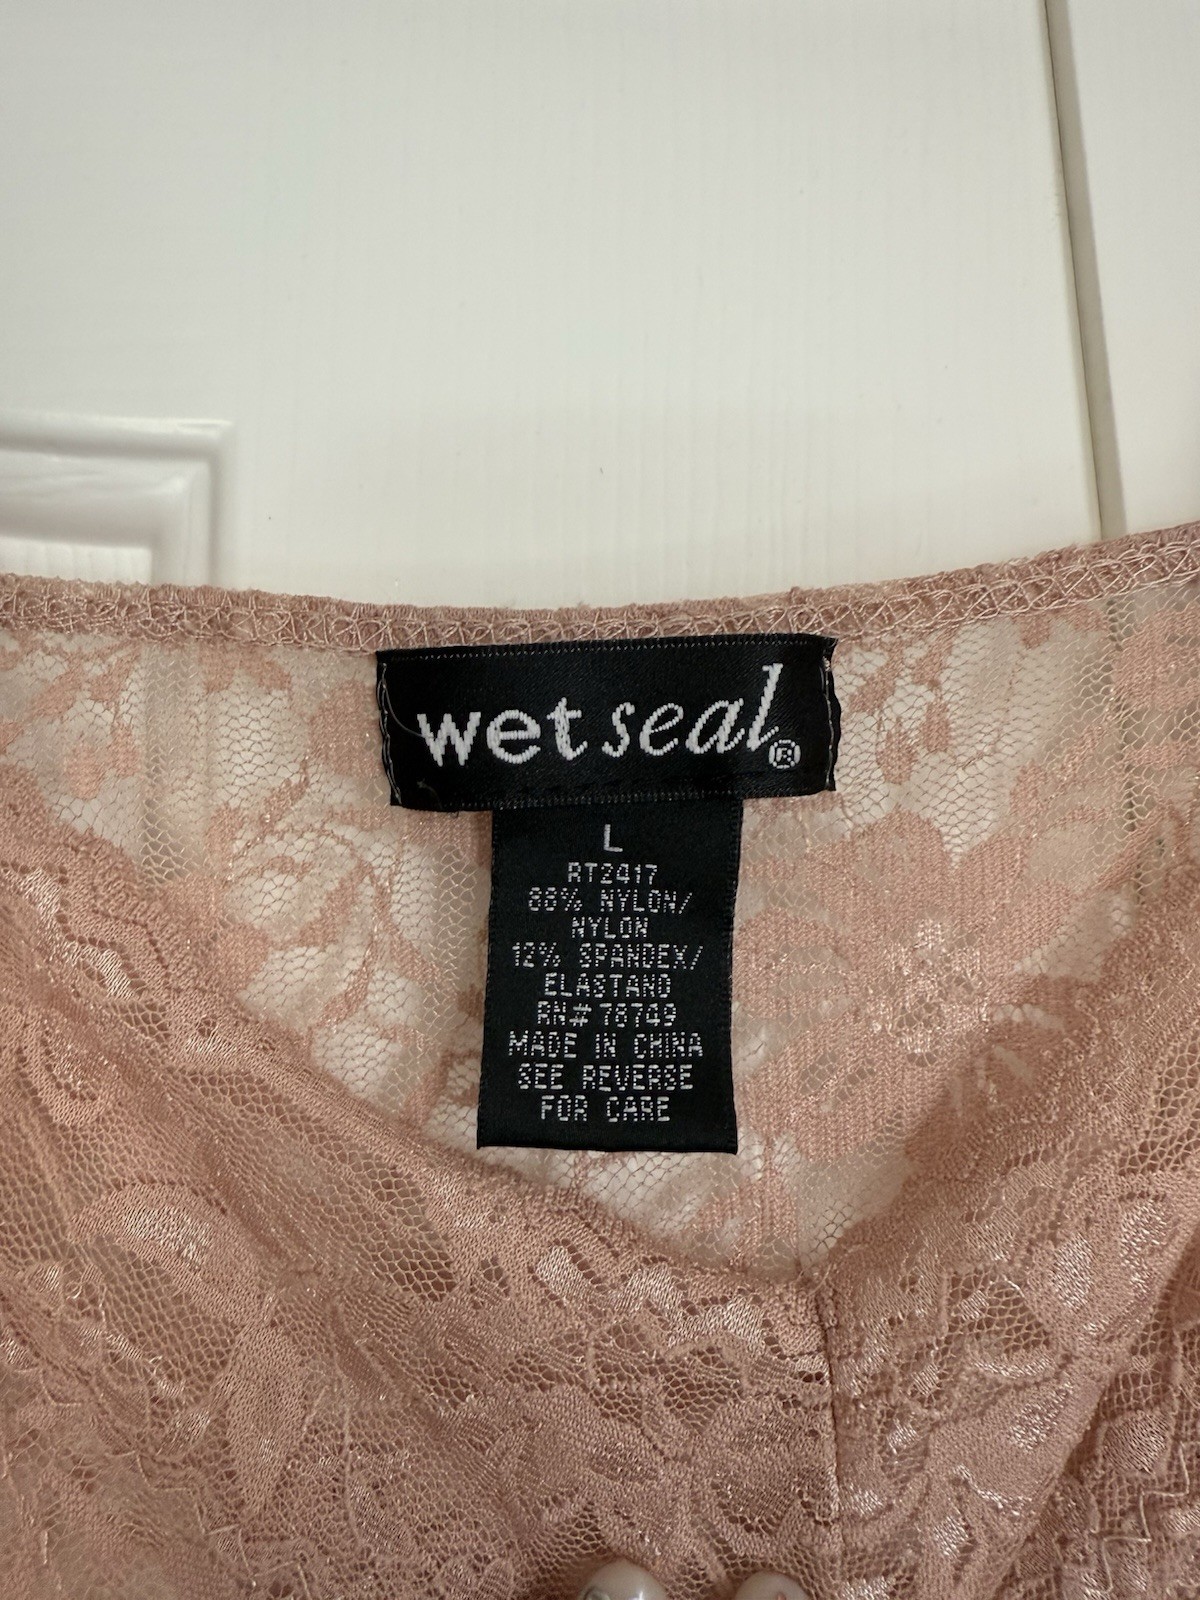 wet seal®
L
RT2417
88% NYLON/
NYLON
12% SPANDEX/
ELASTANO
RN# 78749
MADE IN CHINA
SEE REVERSE
FOR CARE